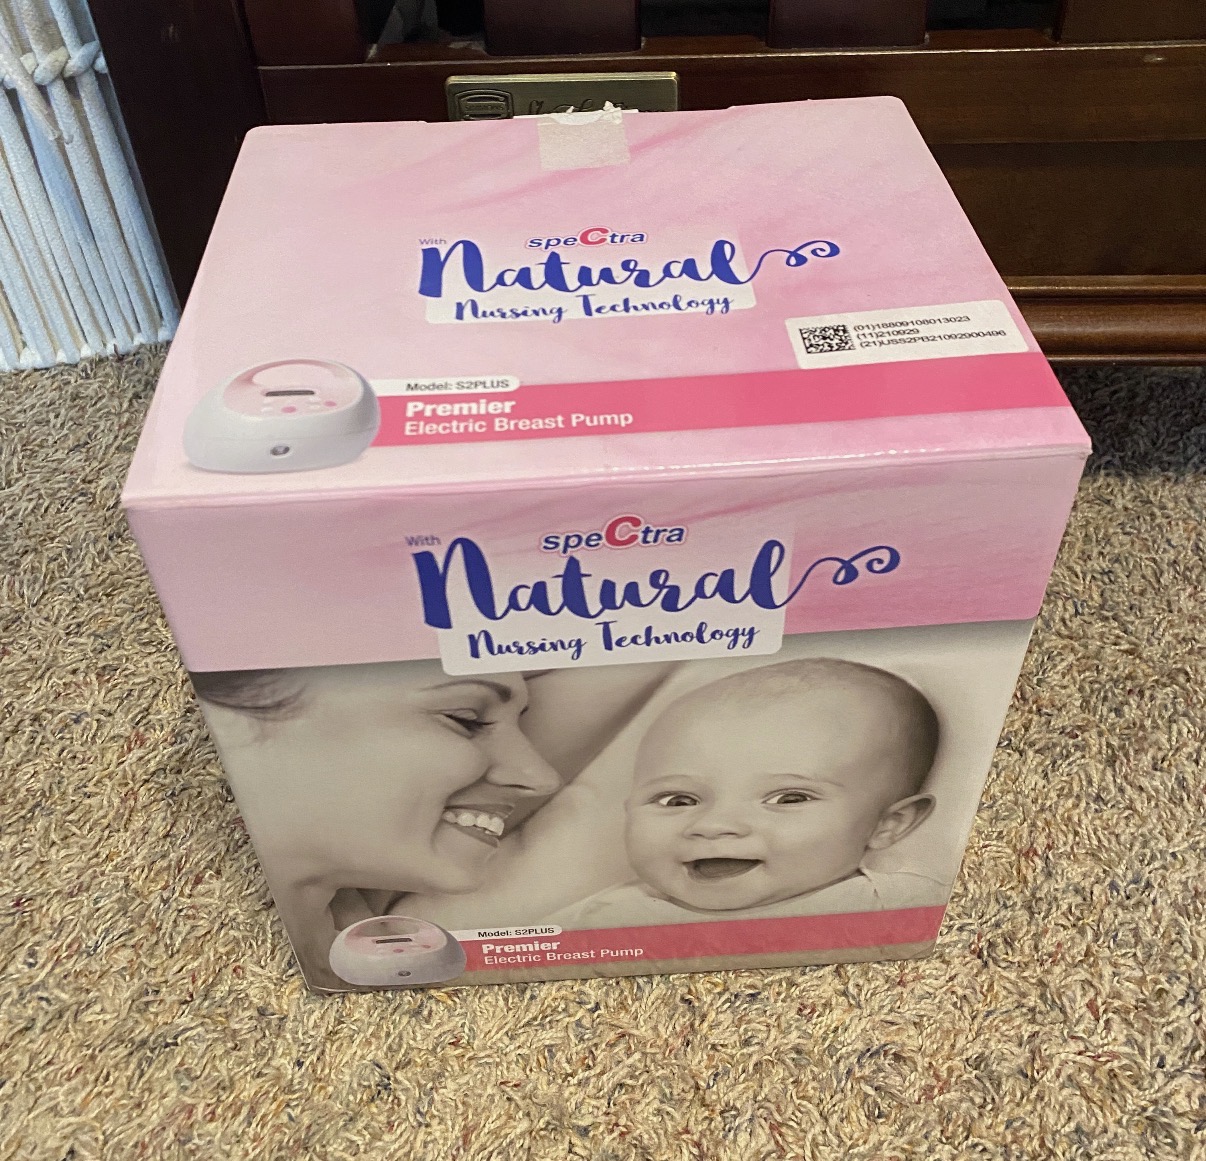 SIMMONS
With
speCtra
Natural
Nursing Technology
(01)18809108013023
(11)210929
(21)USS2PB21092900496
Model: S2PLUS
Premier
Electric Breast Pump
With
speCtra
Natural
Nursing Technology
Model: S2PLUS
Premier
Electric Breast Pump